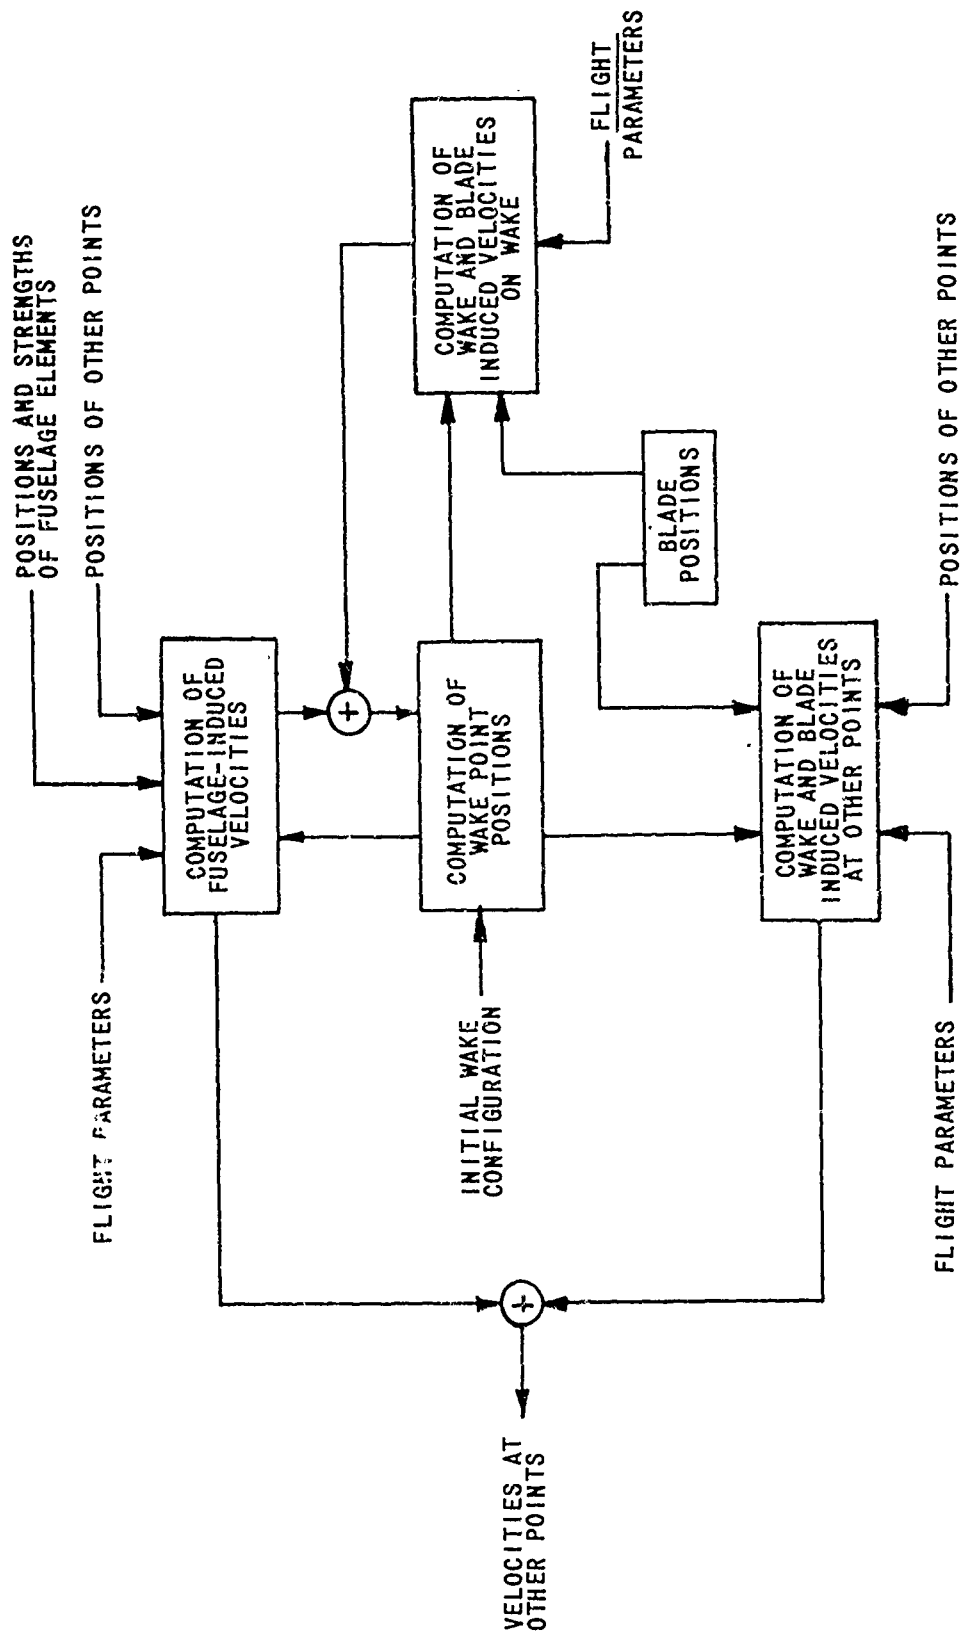 POSITIONS AND STRENGTHS
OF FUSELAGE ELEMENTS
POSITIONS OF OTHER POINTS
FLIGHT PARAMETERS
COMPUTATION OF
FUSELAGE-INDUCED
VELOCITIES
+
COMPUTATION OF
WAKE AND BLADE
INDUCED VELOCITIES
ON WAKE
FLIGHT
PARAMETERS
INITIAL WAKE
CONFIGURATION
COMPUTATION OF
WAKE POINT
POSITIONS
BLADE
POSITIONS
VELOCITIES AT
OTHER POINTS
+
COMPUTATION OF
WAKE AND BLADE
INDUCED VELOCITIES
AT OTHER POINTS
FLIGHT PARAMETERS
POSITIONS OF OTHER POINTS